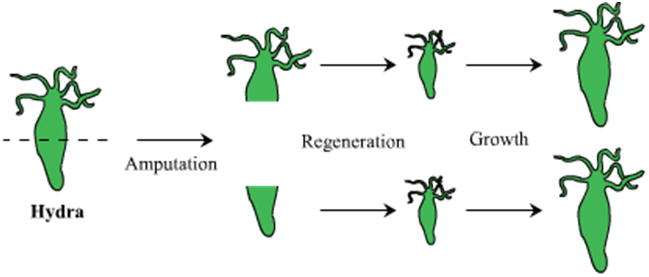 Amputation
Regeneration
Growth
Hydra